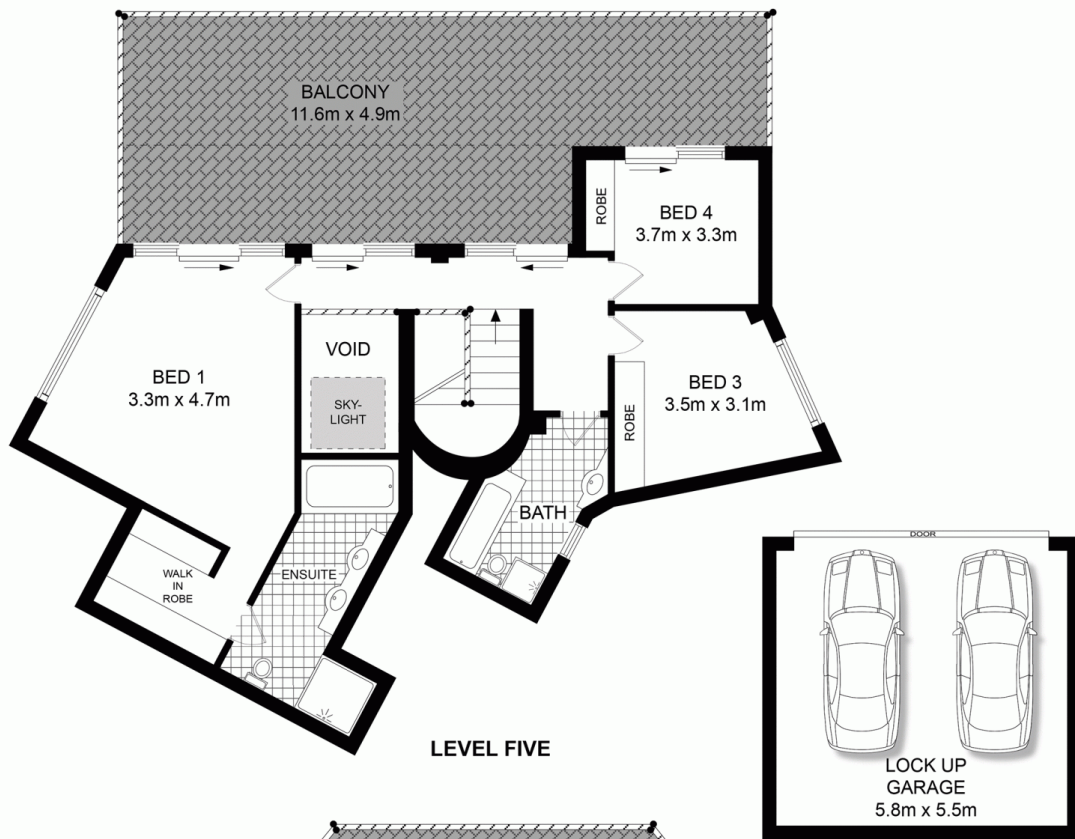 BALCONY
11.6m x 4.9m
ROBE
BED 4
3.7m x 3.3m
BED 1
3.3m x 4.7m
VOID
SKY-
LIGHT
BED 3
3.5m x 3.1m
ROBE
BATH
WALK
IN
ROBE
ENSUITE
DOOR
LEVEL FIVE
LOCK UP
GARAGE
5.8m x 5.5m